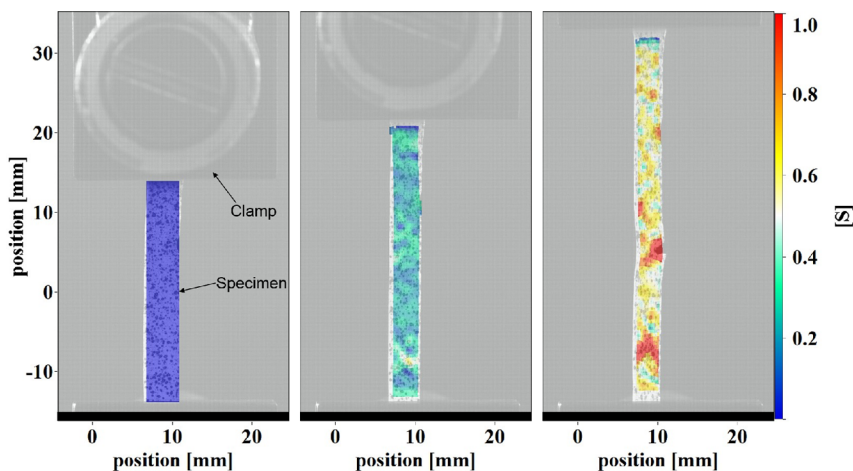 position [mm]
30
20
10
0
-10
Clamp
Specimen
0 10 20
position [mm]
0 10 20
position [mm]
0 10 20
position [mm]
1.0
0.8
0.6
0.4
0.2
[S]